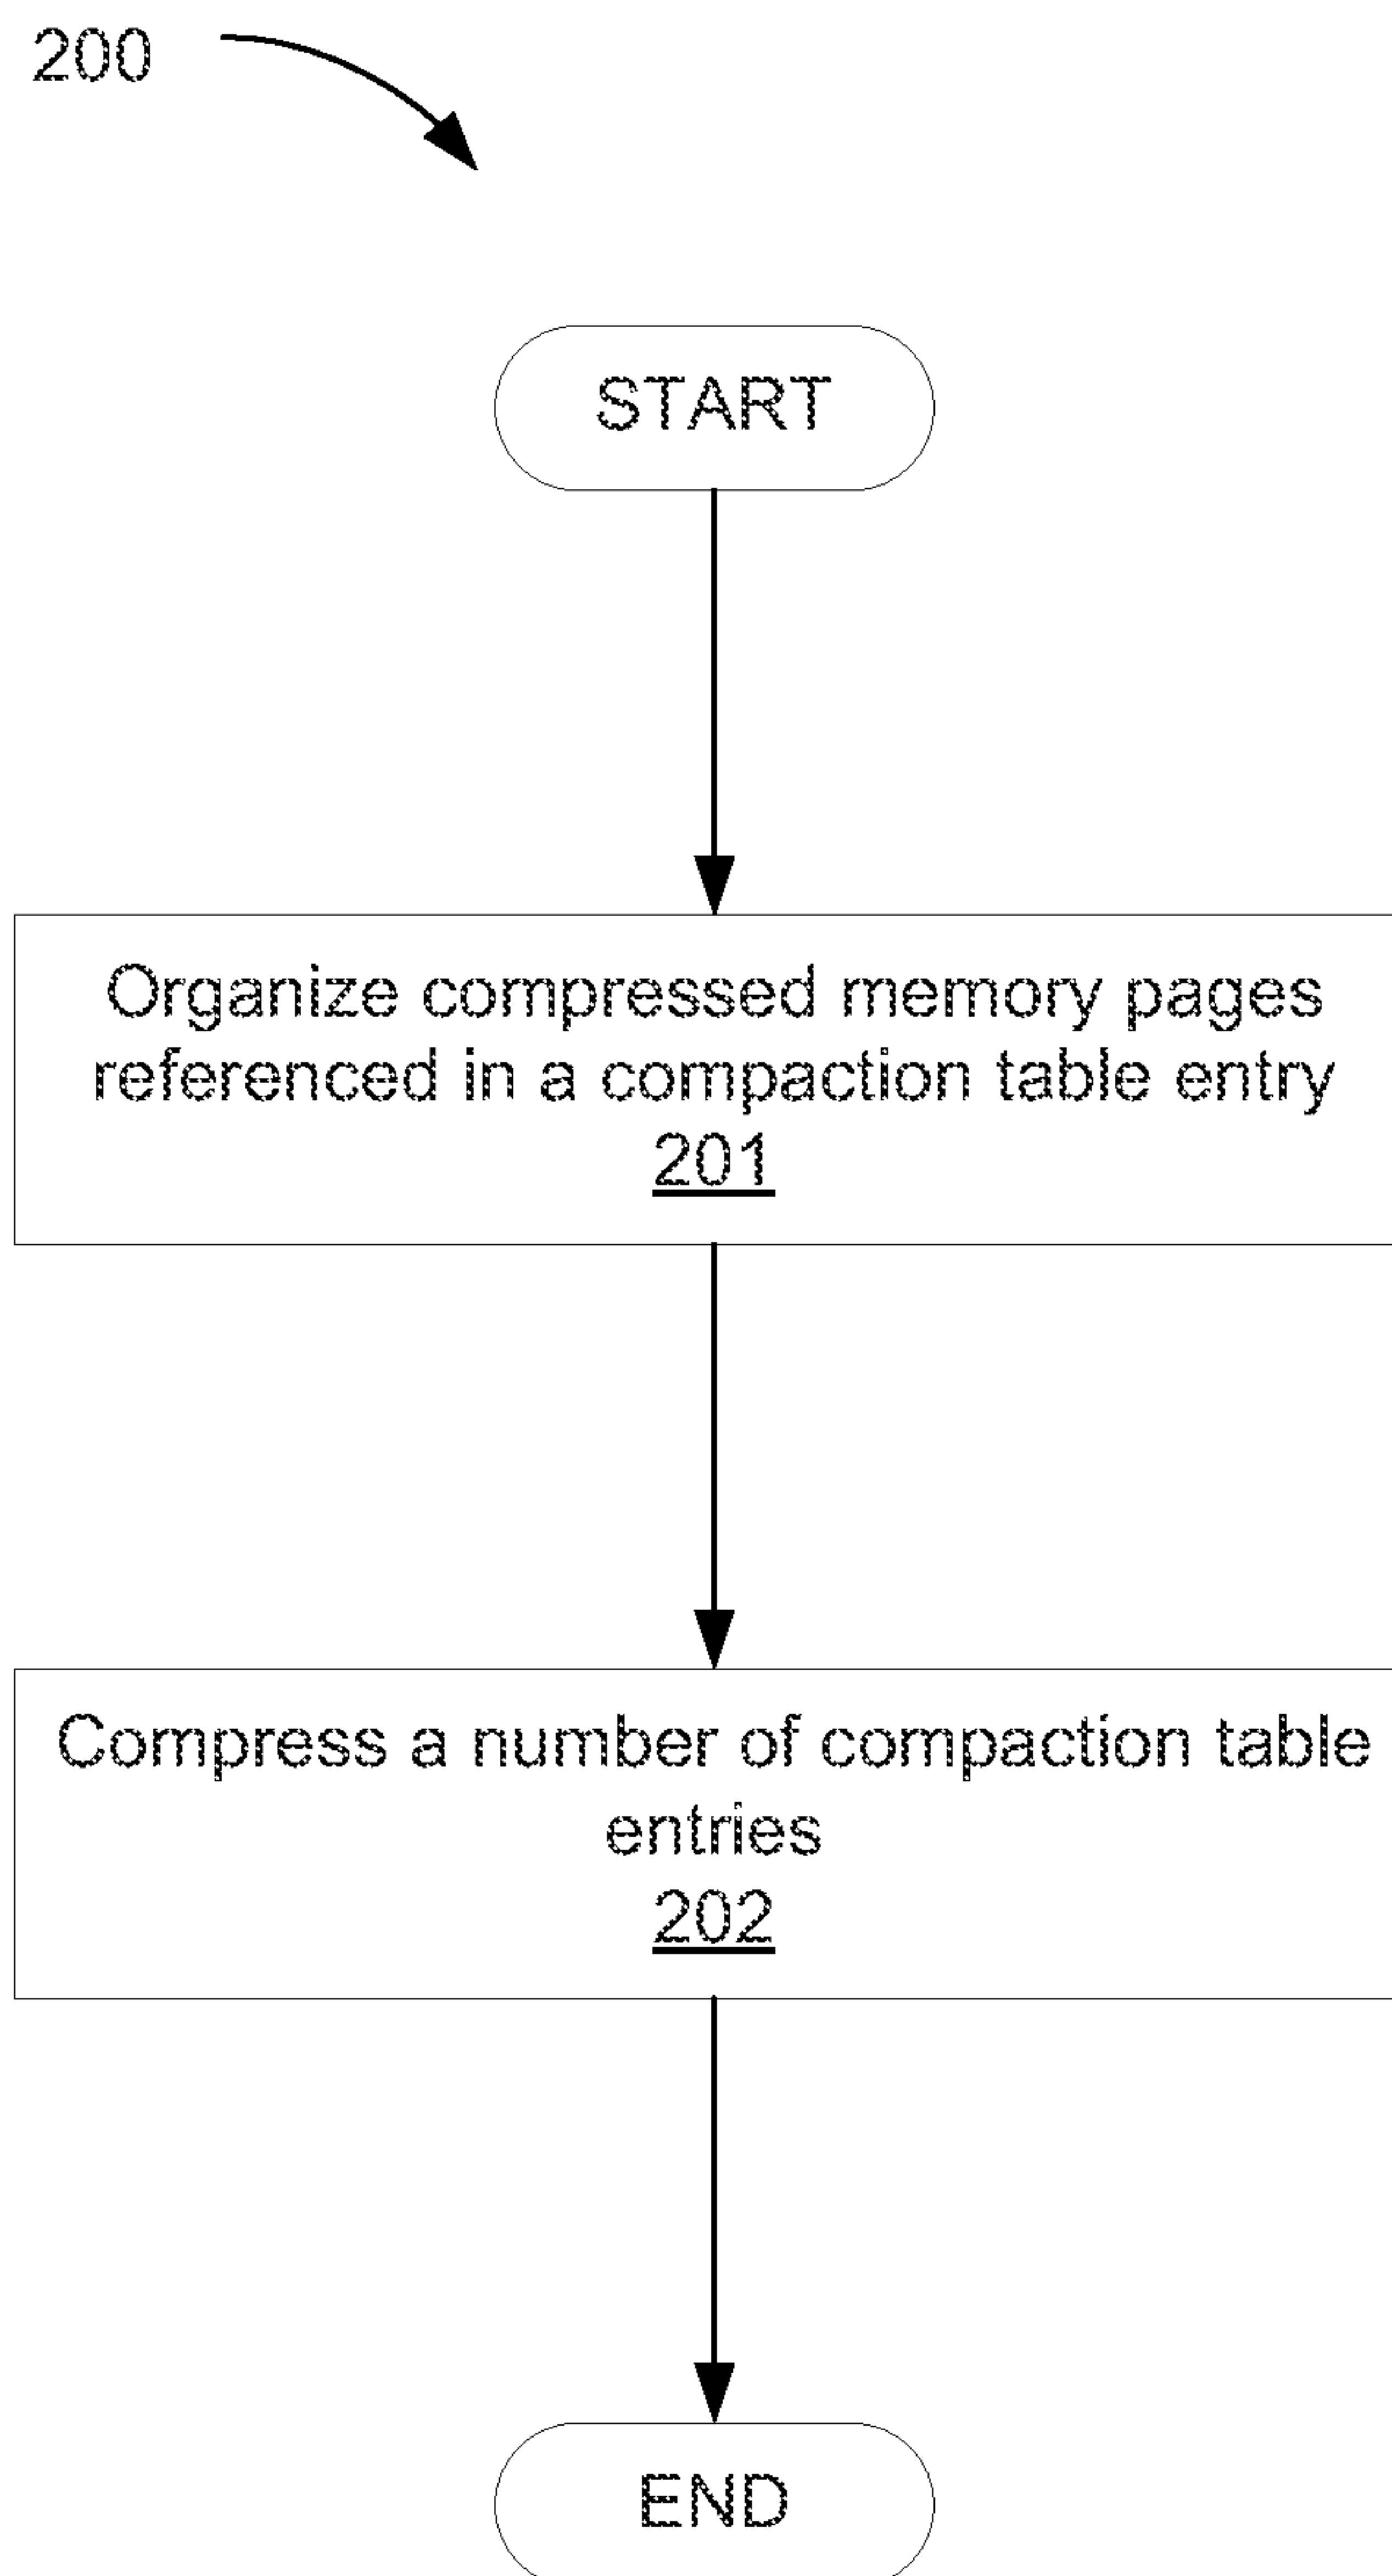 200
START
Organize compressed memory pages
referenced in a compaction table entry
201
Compress a number of compaction table
entries
202
END